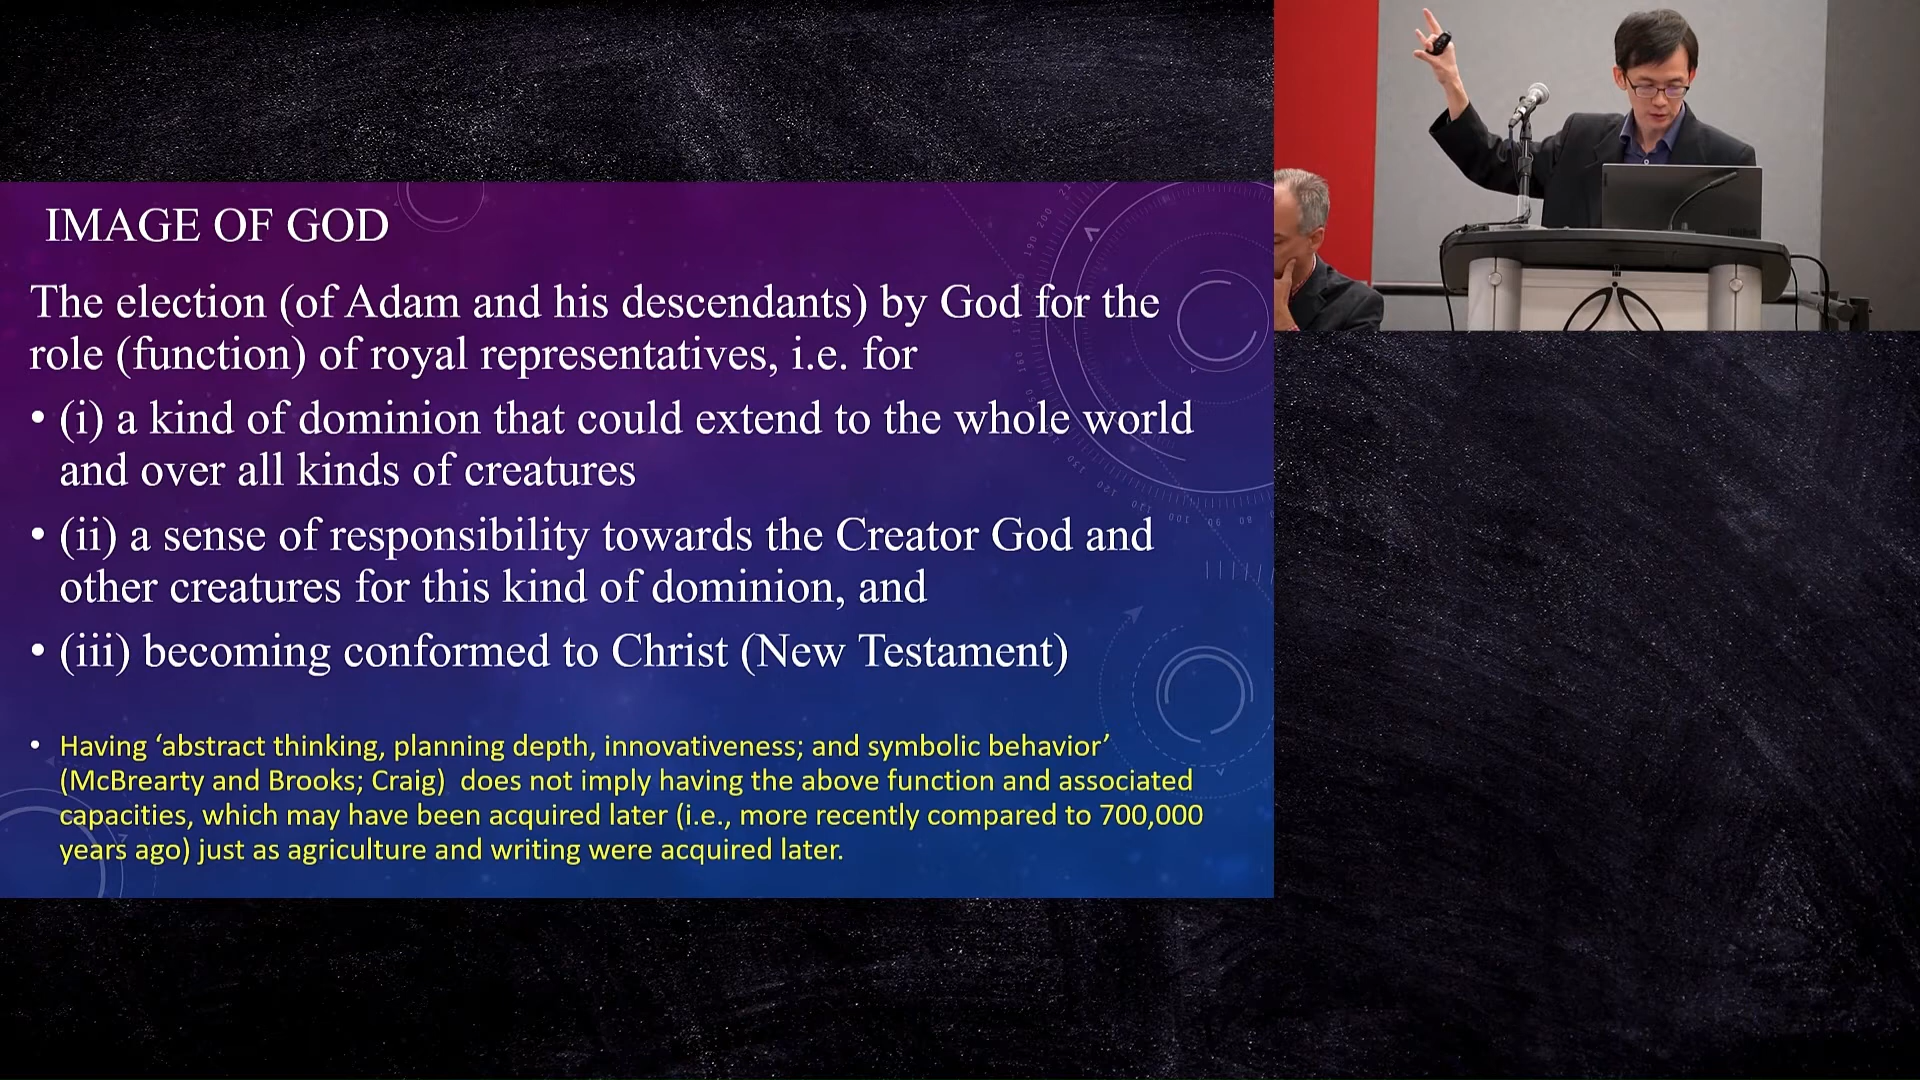 IMAGE OF GOD
The election (of Adam and his descendants) by God for the
role (function) of royal representatives, i.e. for
• (i) a kind of dominion that could extend to the whole world
and over all kinds of creatures
• (ii) a sense of responsibility towards the Creator God and
other creatures for this kind of dominion, and
• (iii) becoming conformed to Christ (New Testament)
• Having ‘abstract thinking, planning depth, innovativeness; and symbolic behavior’
(McBrearty and Brooks; Craig) does not imply having the above function and associated
capacities, which may have been acquired later (i.e., more recently compared to 700,000
years ago) just as agriculture and writing were acquired later.